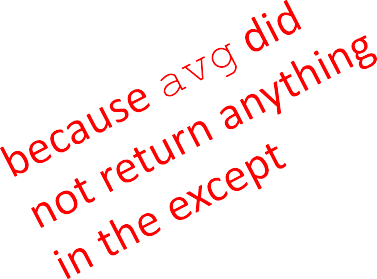 because avg did
not return anything
in the except